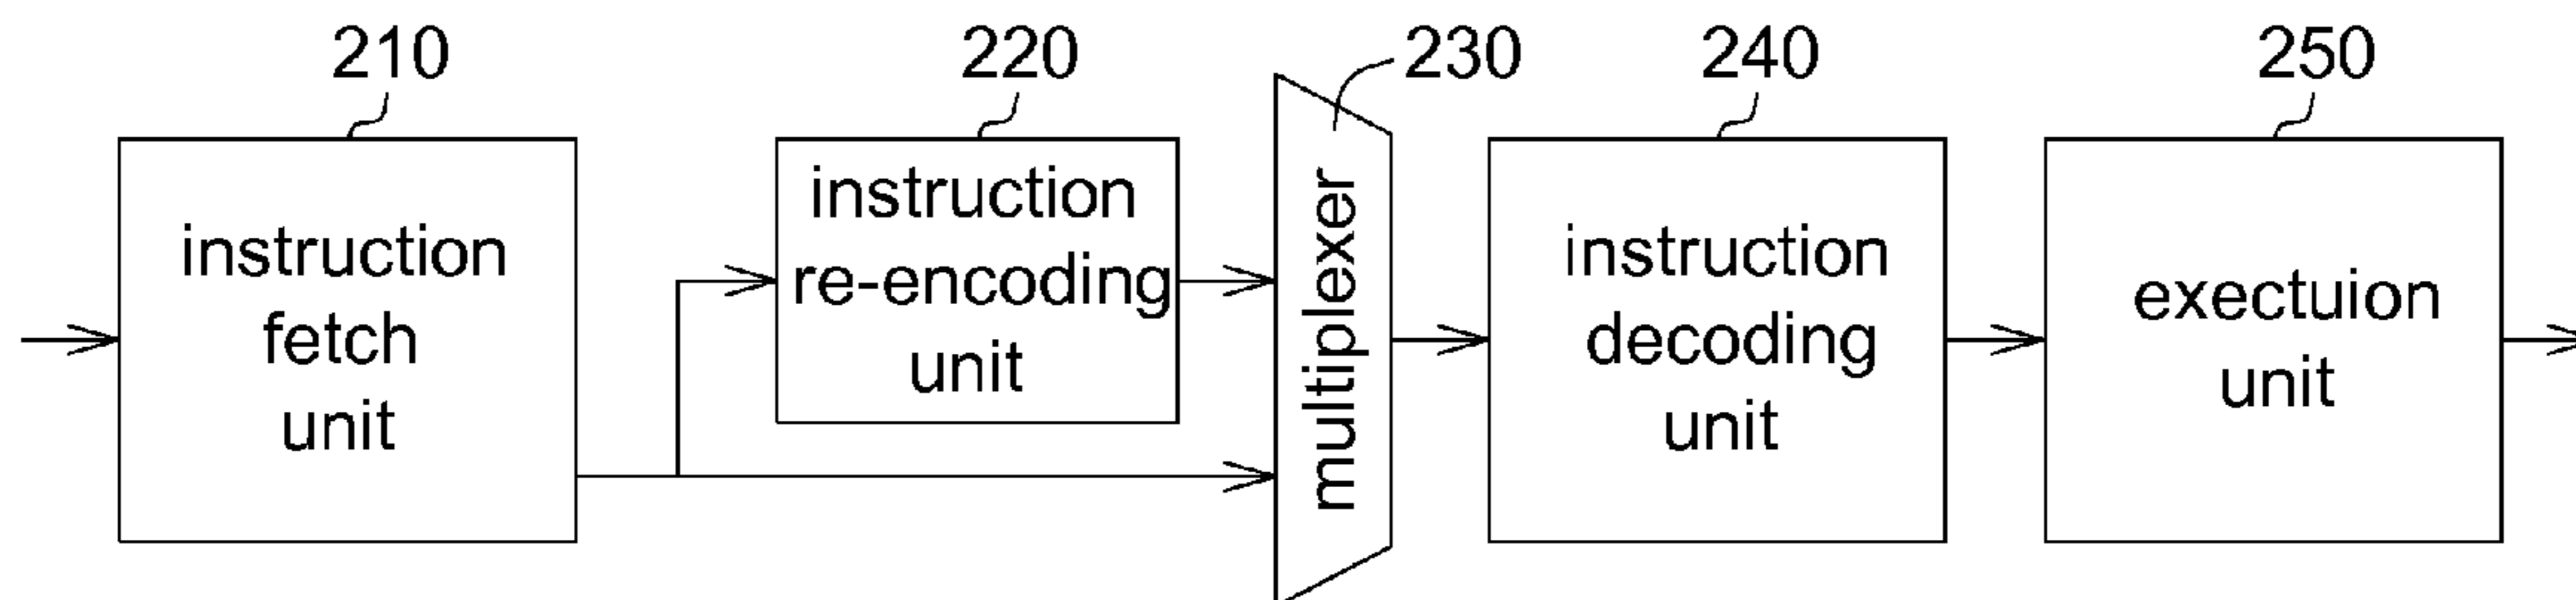 210
220
230
240
250
instruction
fetch
unit
instruction
re-encoding
unit
multiplexer
instruction
decoding
unit
exectuion
unit